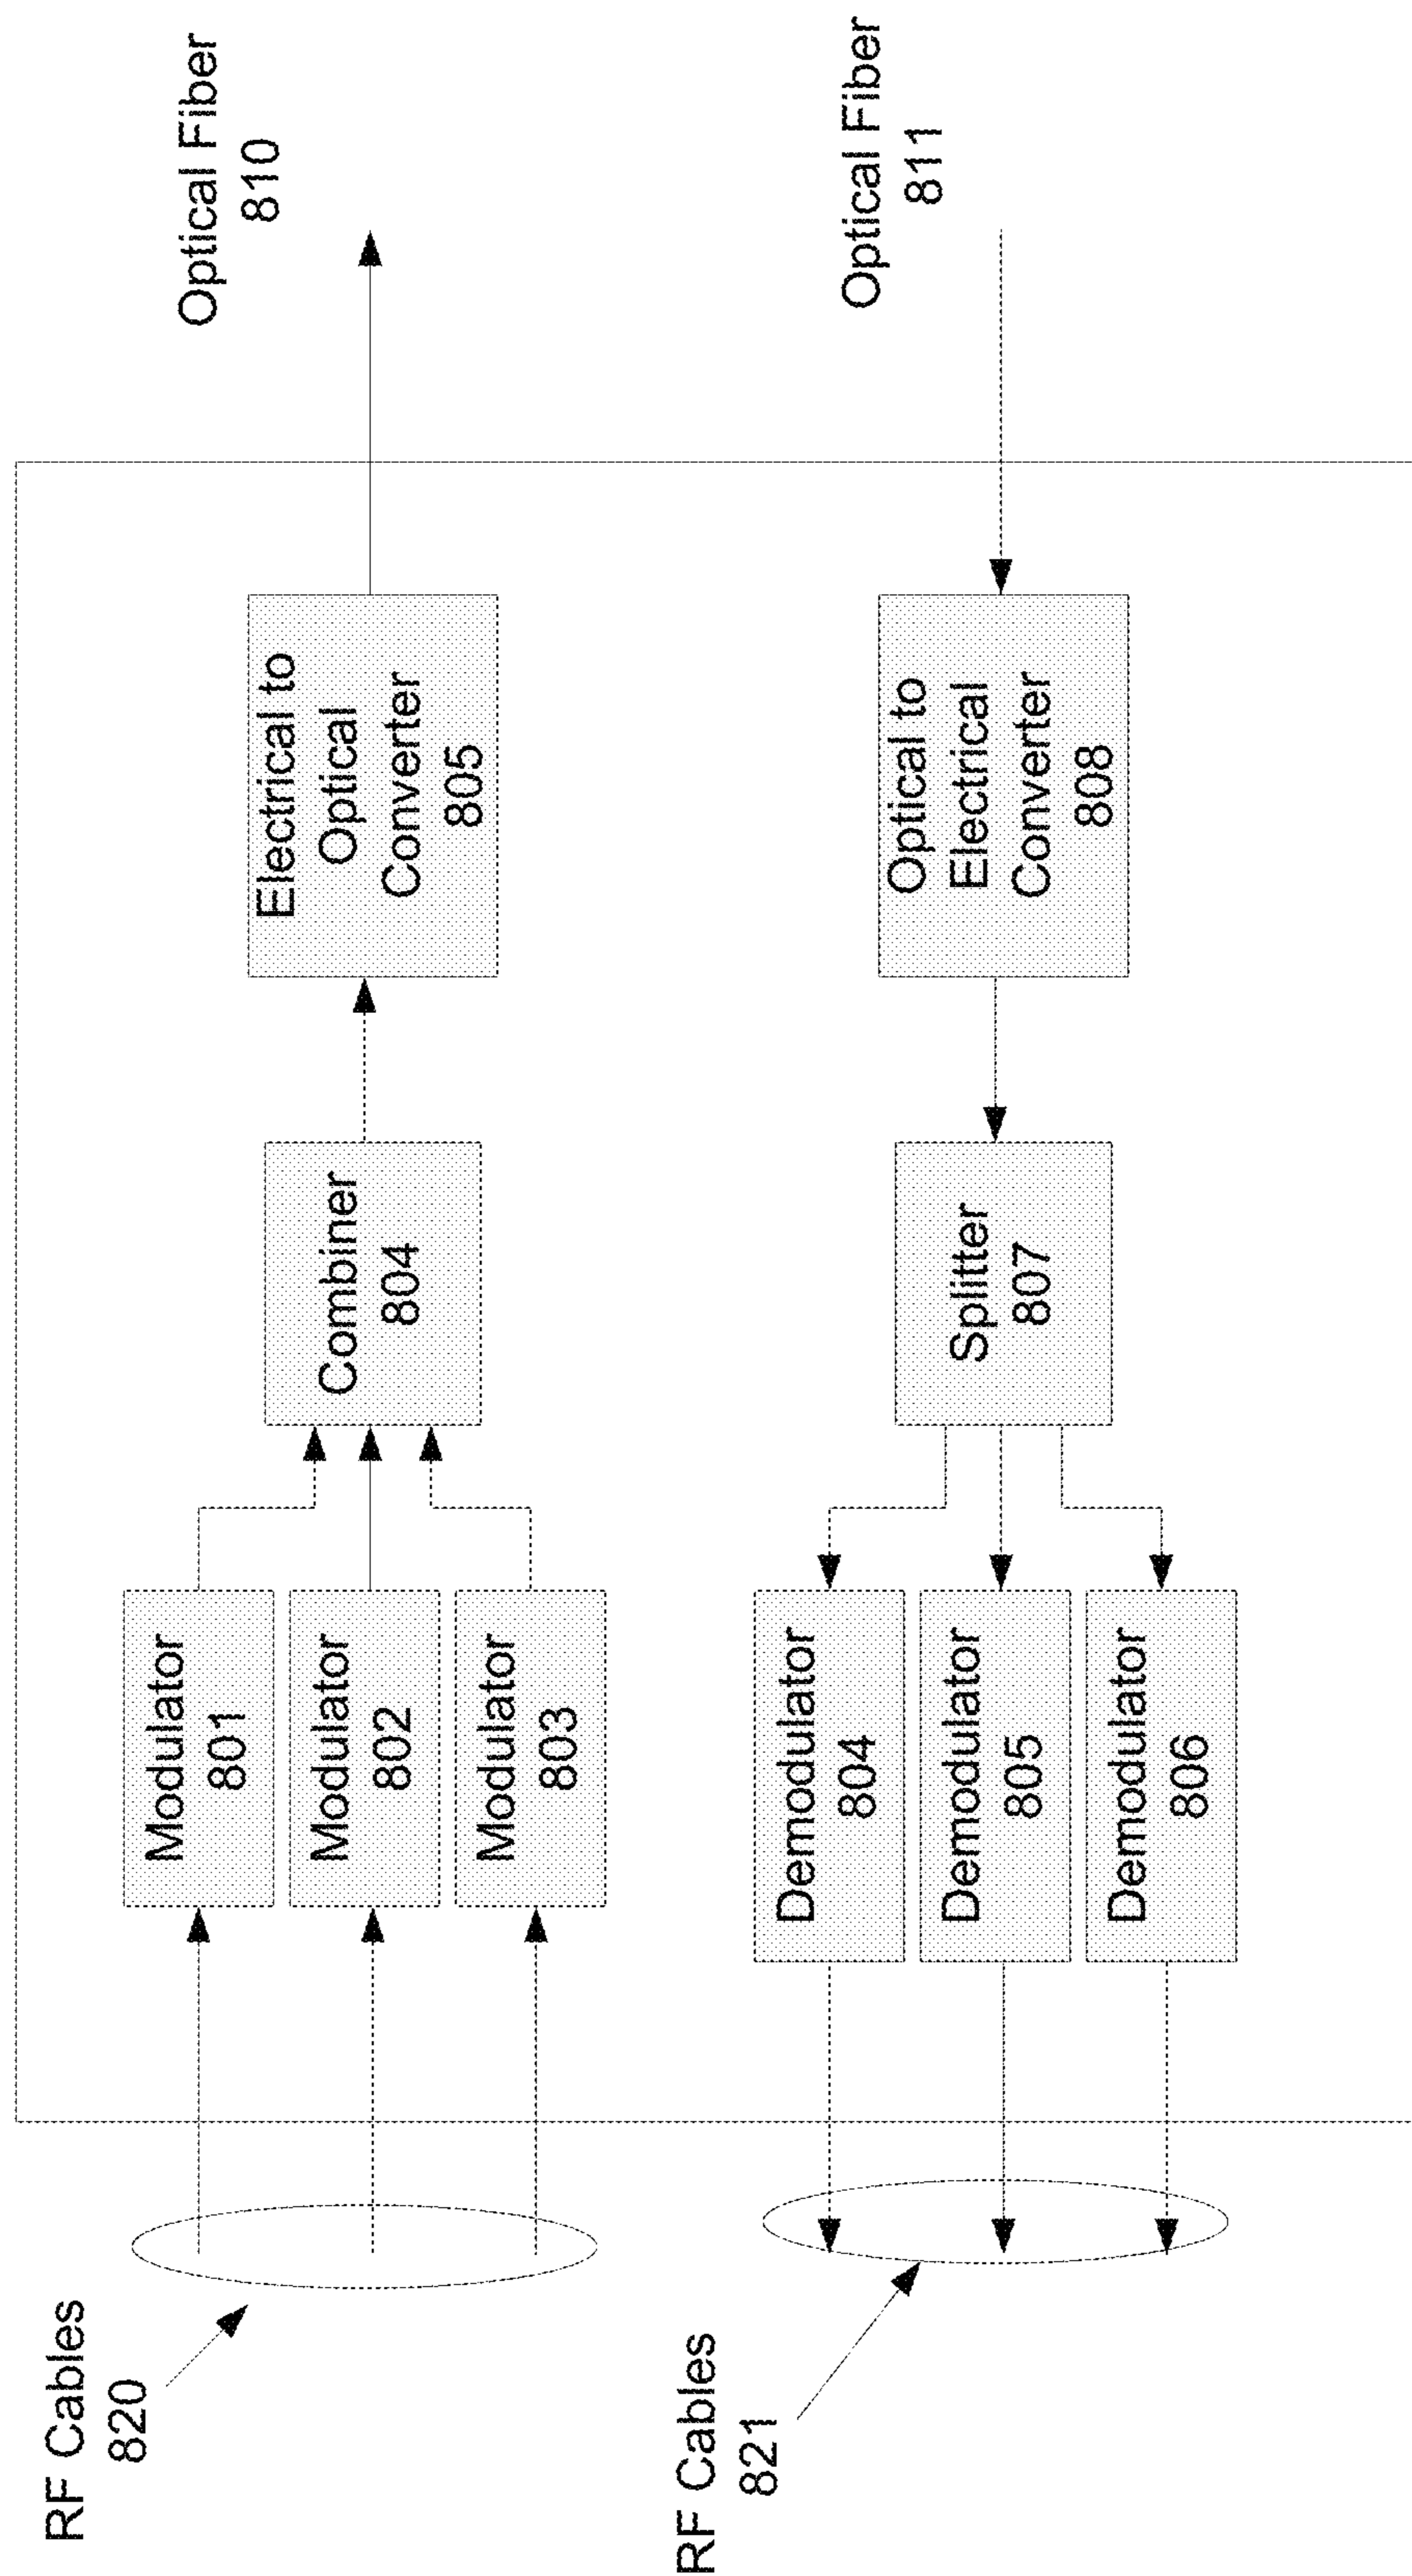 RF Cables
820
Modulator
801
Modulator
802
Modulator
803
Combiner
804
Electrical to
Optical
Converter
805
Optical Fiber
810
RF Cables
821
Demodulator
804
Demodulator
805
Demodulator
806
Splitter
807
Optical to
Electrical
Converter
808
Optical Fiber
811